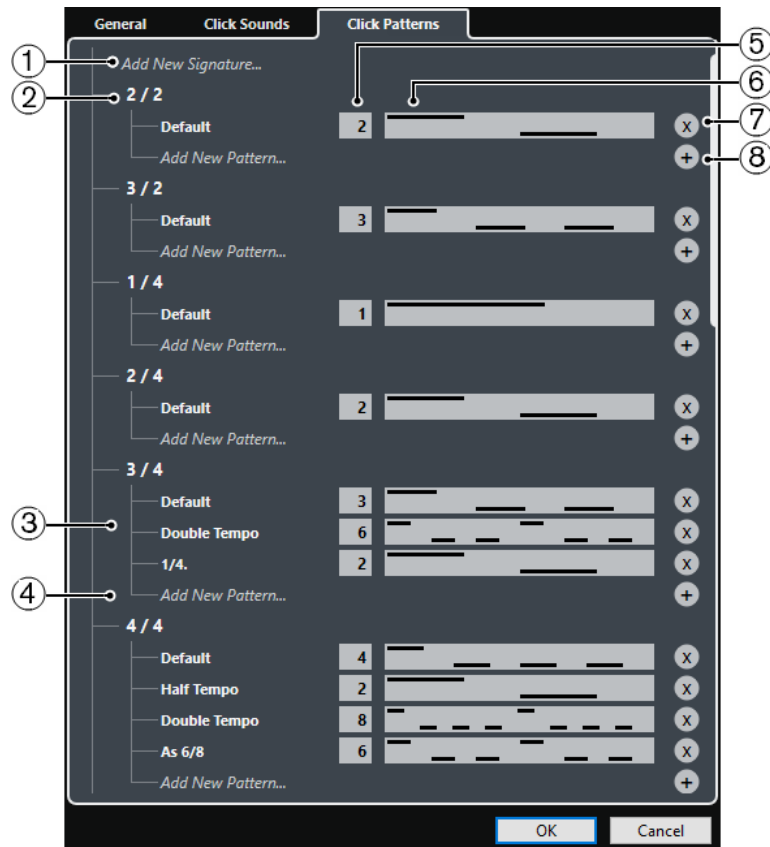 General Click Sounds Click Patterns
① Add New Signature... ⑤
② 2 / 2 ⑥
Default 2 X ⑦
Add New Pattern... + ⑧
3 / 2
Default 3 X
Add New Pattern... +
1 / 4
Default 1 X
Add New Pattern... +
2 / 4
Default 2 X
Add New Pattern... +
3 / 4
Default 3 X
③ Double Tempo 6 X
1/4. 2 X
④ Add New Pattern... +
4 / 4
Default 4 X
Half Tempo 2 X
Double Tempo 8 X
As 6/8 6 X
Add New Pattern... +
OK Cancel